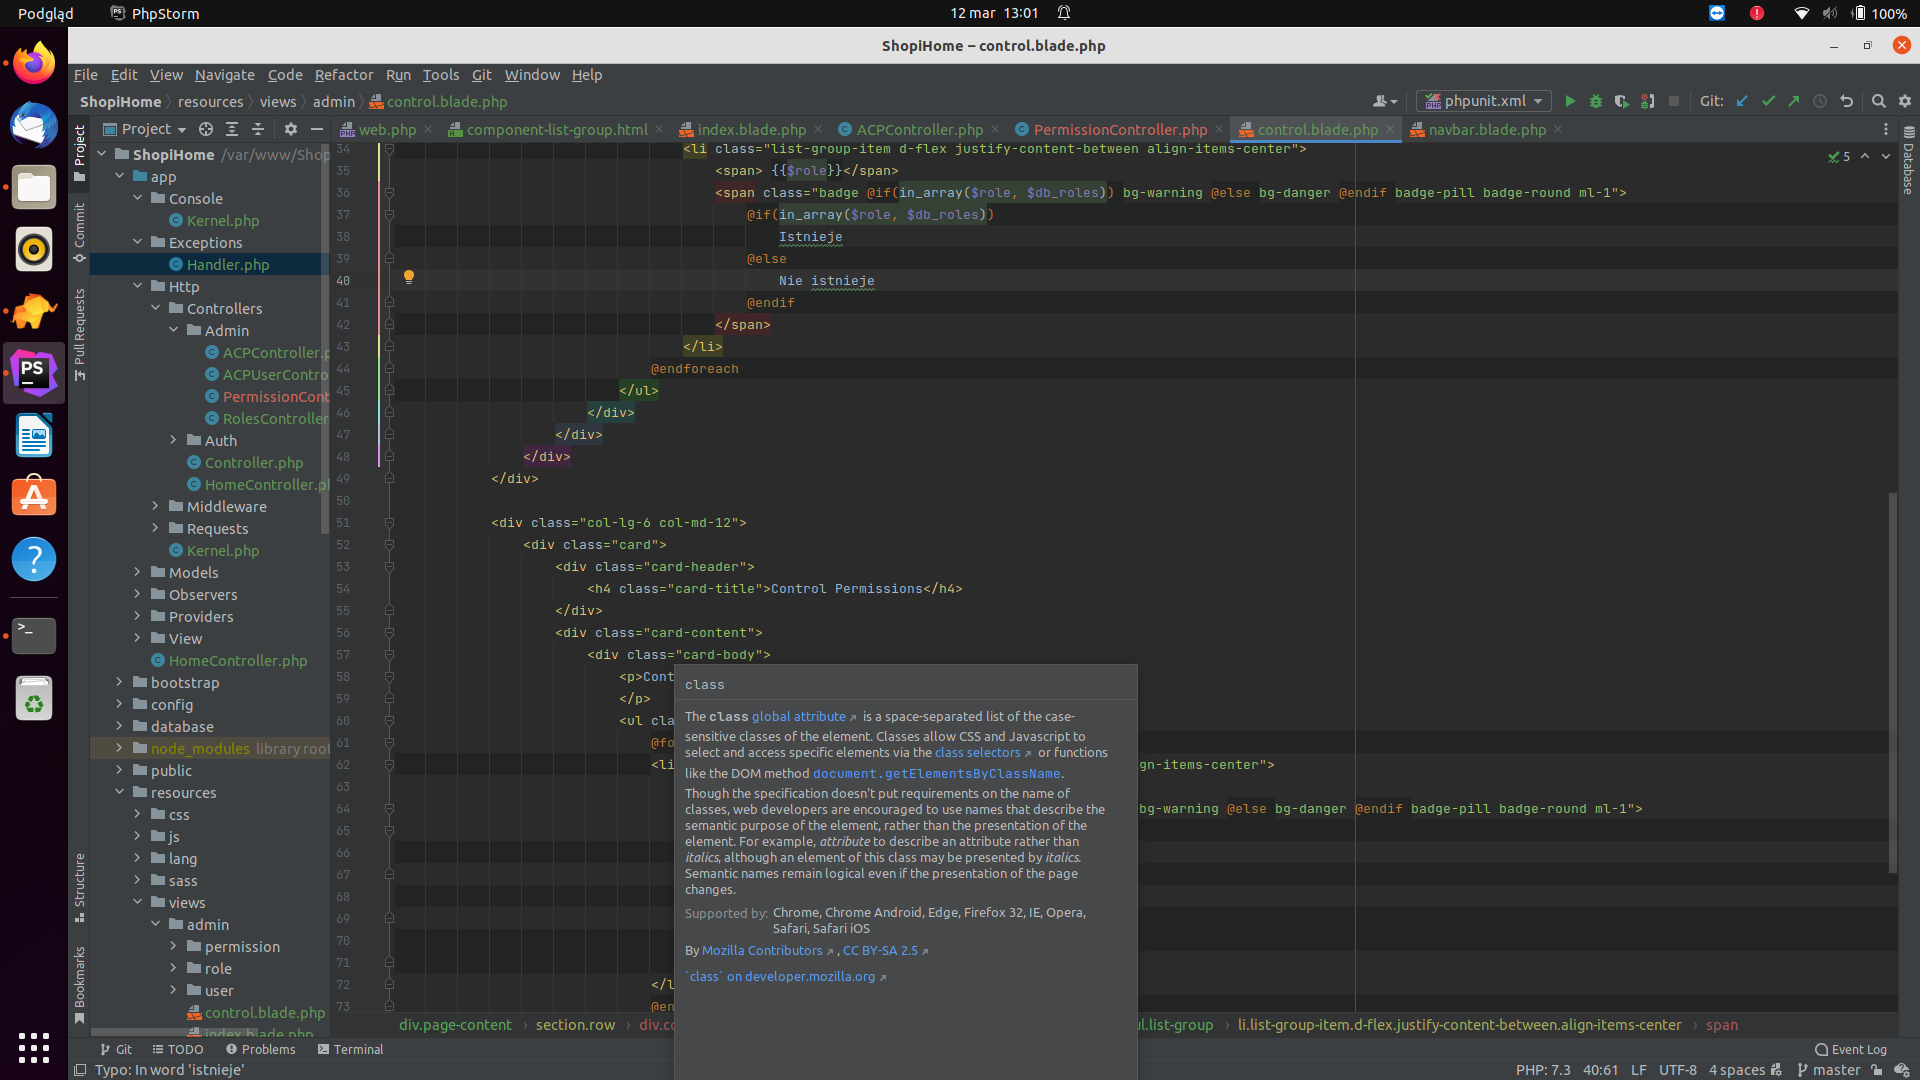 Podgląd
PhpStorm
12 mar 13:01
100%
ShopiHome – control.blade.php
File Edit View Navigate Code Refactor Run Tools Git Window Help
ShopiHome resources views admin control.blade.php
phpunit.xml
Git:
Project
web.php
component-list-group.html
index.blade.php
ACPController.php
PermissionController.php
control.blade.php
navbar.blade.php
Project
Commit
Pull Requests
Structure
Bookmarks
Database
ShopiHome /var/www/Shop
app
Console
Kernel.php
Exceptions
Handler.php
Http
Controllers
Admin
ACPController.p
ACPUserContro
PermissionCont
RolesController
Auth
Controller.php
HomeController.ph
Middleware
Requests
Kernel.php
Models
Observers
Providers
View
HomeController.php
bootstrap
config
database
node_modules library root
public
resources
css
js
lang
sass
views
admin
permission
role
user
control.blade.php
index.blade.php
5
34 <li class="list-group-item d-flex justify-content-between align-items-center">
35 <span> {{$role}}</span>
36 <span class="badge @if(in_array($role, $db_roles)) bg-warning @else bg-danger @endif badge-pill badge-round ml-1">
37 @if(in_array($role, $db_roles))
38 Istnieje
39 @else
40 Nie istnieje
41 @endif
42 </span>
43 </li>
44 @endforeach
45 </ul>
46 </div>
47 </div>
48 </div>
49 </div>
50
51 <div class="col-lg-6 col-md-12">
52 <div class="card">
53 <div class="card-header">
54 <h4 class="card-title">Control Permissions</h4>
55 </div>
56 <div class="card-content">
57 <div class="card-body">
58 <p>Cont
59 </p>
60 <ul cla
61 @fo
62 <li gn-items-center">
63
64 bg-warning @else bg-danger @endif badge-pill badge-round ml-1">
65
66
67
68
69
70
71
72 </l
73 @en
class
The class global attribute is a space-separated list of the case-
sensitive classes of the element. Classes allow CSS and Javascript to
select and access specific elements via the class selectors or functions
like the DOM method document.getElementsByClassName.
Though the specification doesn't put requirements on the name of
classes, web developers are encouraged to use names that describe the
semantic purpose of the element, rather than the presentation of the
element. For example, attribute to describe an attribute rather than
italics, although an element of this class may be presented by italics.
Semantic names remain logical even if the presentation of the page
changes.
Supported by: Chrome, Chrome Android, Edge, Firefox 32, IE, Opera,
Safari, Safari iOS
By Mozilla Contributors , CC BY-SA 2.5
`class` on developer.mozilla.org
div.page-content section.row div.co ul.list-group li.list-group-item.d-flex.justify-content-between.align-items-center span
Git TODO Problems Terminal Event Log
Typo: In word 'istnieje' PHP: 7.3 40:61 LF UTF-8 4 spaces master